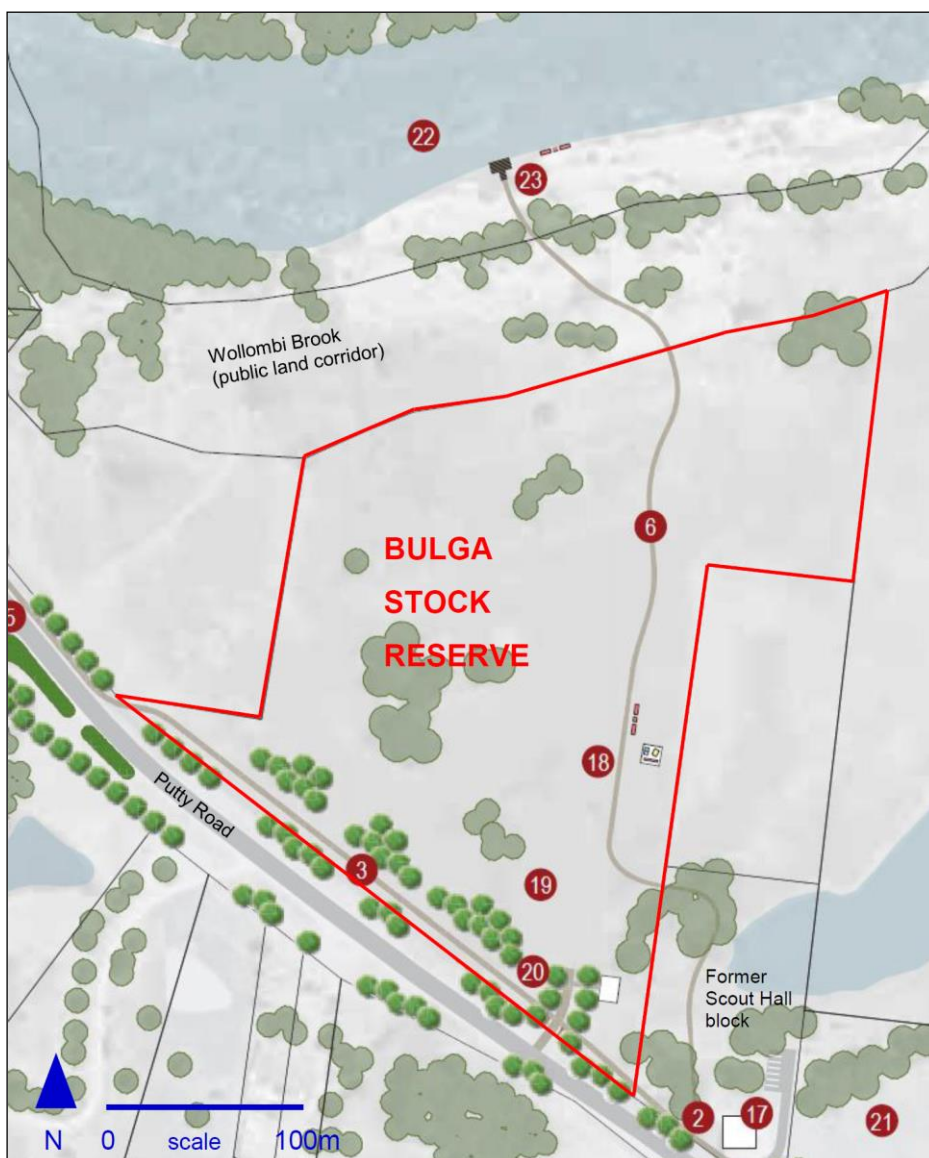 22
23
Wollombi Brook
(public land corridor)
6
BULGA
STOCK
RESERVE
5
18
Putty Road
3
19
20
Former
Scout Hall
block
2
17
21
N 0 scale 100m